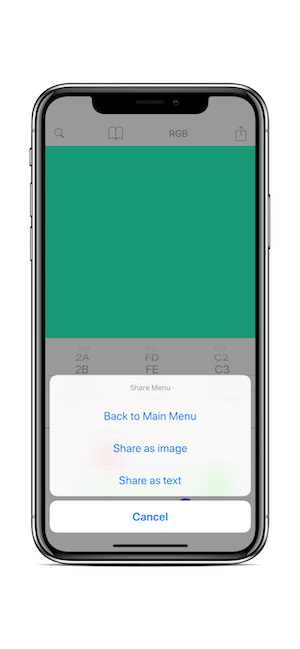 RGB
2A FD C2
2B FE C3
Share Menu
Back to Main Menu
Share as image
Share as text
Cancel